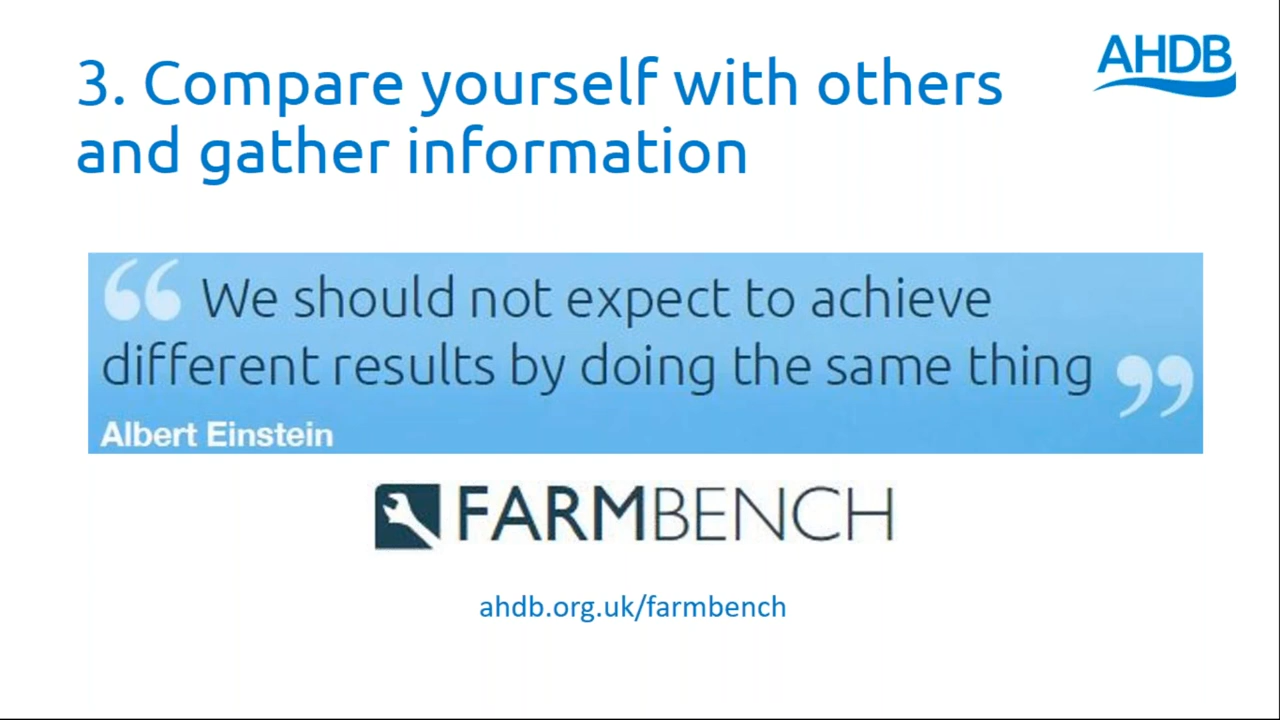 AHDB
3. Compare yourself with others
and gather information
“ We should not expect to achieve
different results by doing the same thing ”
Albert Einstein
FARMBENCH
ahdb.org.uk/farmbench